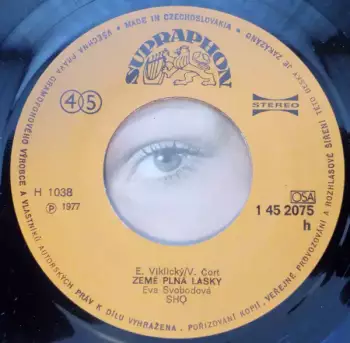 MADE IN CZECHOSLOVAKIA
SUPRAPHON
45
STEREO
H 1038
Ⓟ 1977
OSA
1 45 2075
h
E. Viklický/V. Čort
ZEMĚ PLNÁ LÁSKY
Eva Svobodová
SHQ
VŠECHNA PRÁVA GRAMOFONOVÉHO VÝROBCE A VLASTNÍKŮ AUTORSKÝCH PRÁV K DÍLU VYHRAŽENA. POŘIZOVÁNÍ KOPIÍ, VEŘEJNÉ PROVOZOVÁNÍ A ROZHLASOVÉ ŠÍŘENÍ TÉTO DESKY JE ZAKÁZÁNO